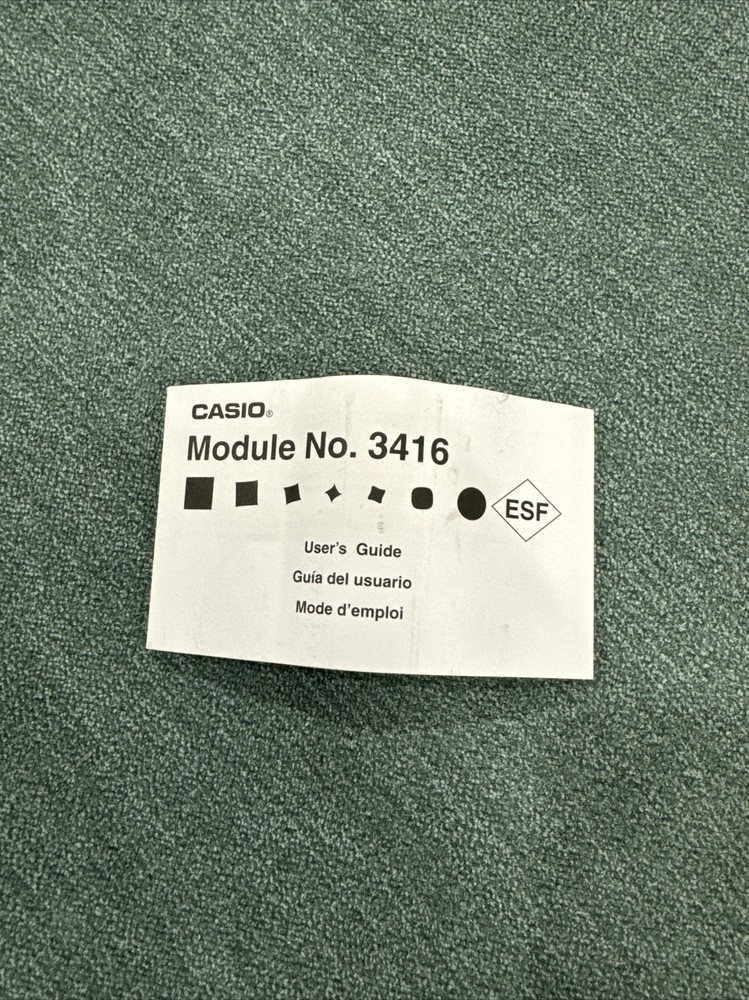 CASIO®
Module No. 3416
ESF
User's Guide
Guía del usuario
Mode d'emploi